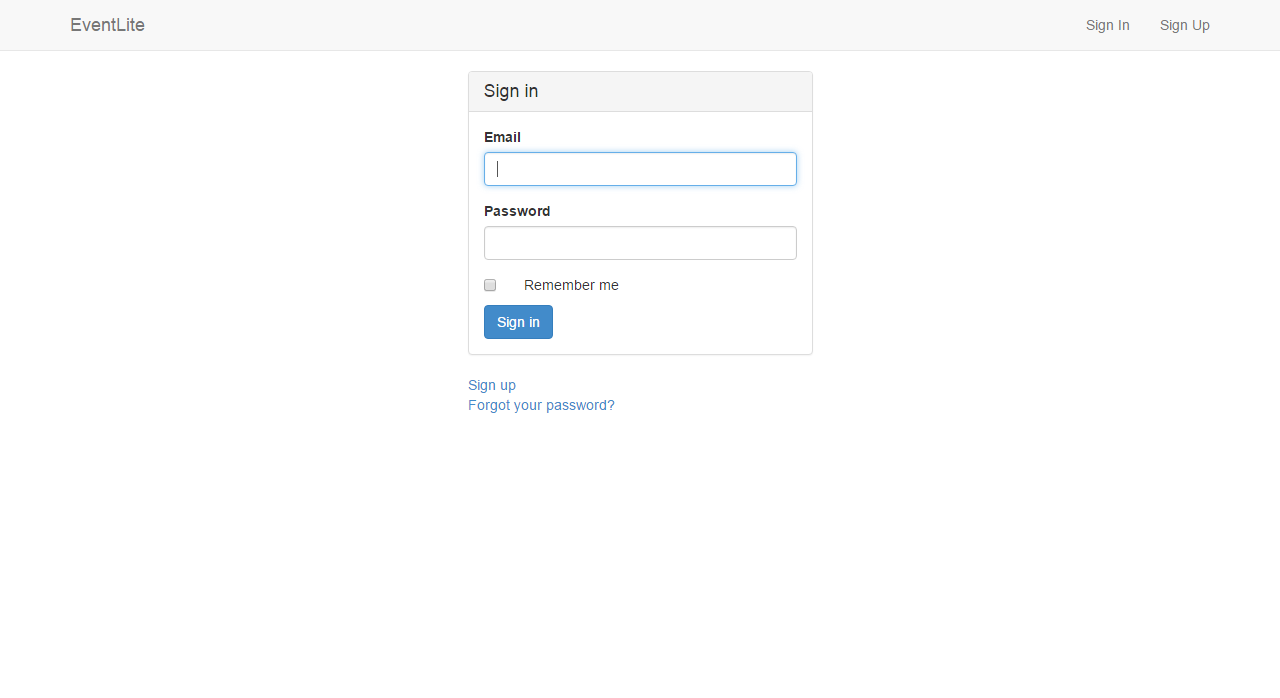 EventLite Sign In Sign Up
Sign in
Email
Password
Remember me
Sign in
Sign up
Forgot your password?